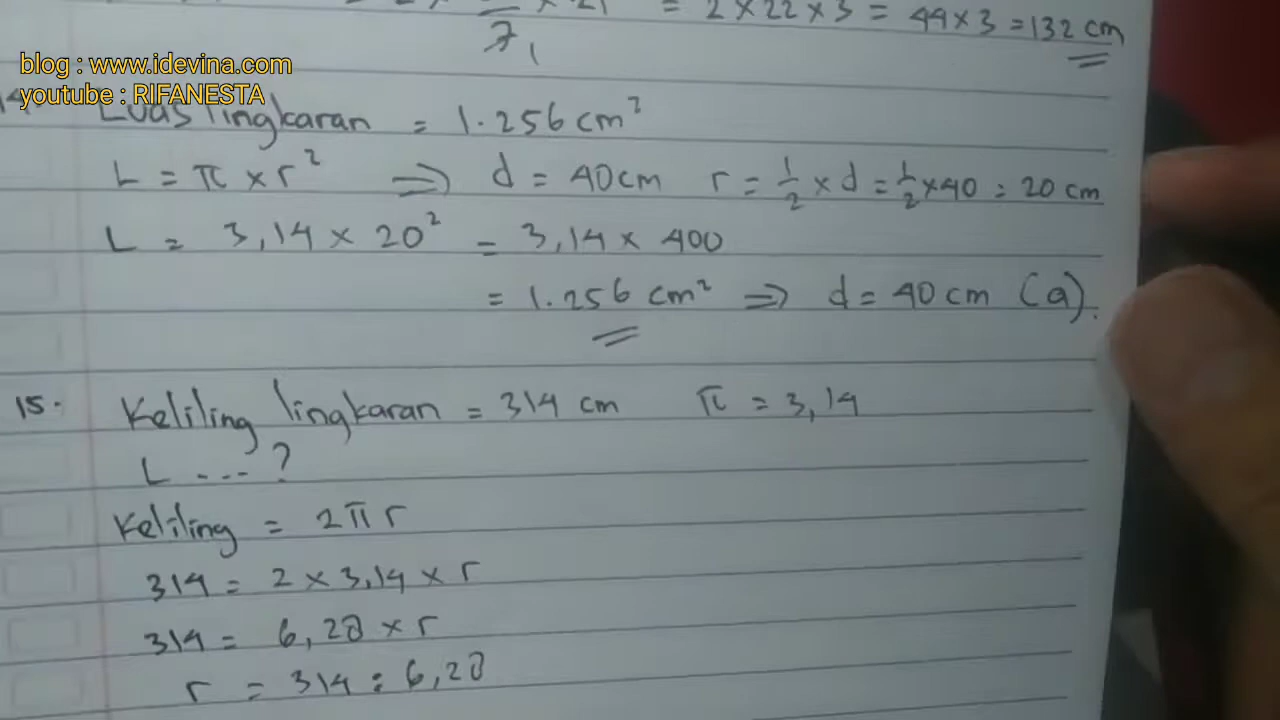 = 2 × 22 × 3 = 44 × 3 = 132 cm
7 1
blog : www.idevina.com
youtube : RIFANESTA
Luas lingkaran = 1.256 cm²
L = π × r² ⇒ d = 40 cm r = 1/2 × d = 1/2 × 40 = 20 cm
L = 3,14 × 20² = 3,14 × 400
= 1.256 cm² ⇒ d = 40 cm (a).
15. Keliling lingkaran = 314 cm π = 3,14
L ---- ?
Keliling = 2πr
314 = 2 × 3,14 × r
314 = 6,28 × r
r = 314 : 6,28